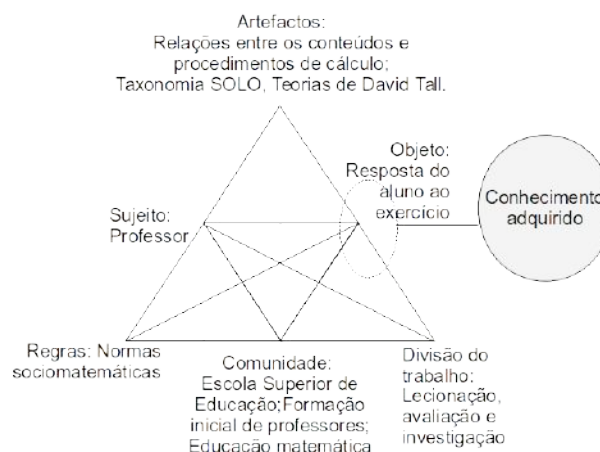 Artefactos:
Relações entre os conteúdos e
procedimentos de cálculo;
Taxonomia SOLO, Teorias de David Tall.
Objeto:
Resposta do
aluno ao
exercício
Conhecimento
adquirido
Sujeito:
Professor
Regras: Normas
sociomatemáticas
Comunidade:
Escola Superior de
Educação;Formação
inicial de professores;
Educação matemática
Divisão do
trabalho:
Lecionação,
avaliação e
investigação